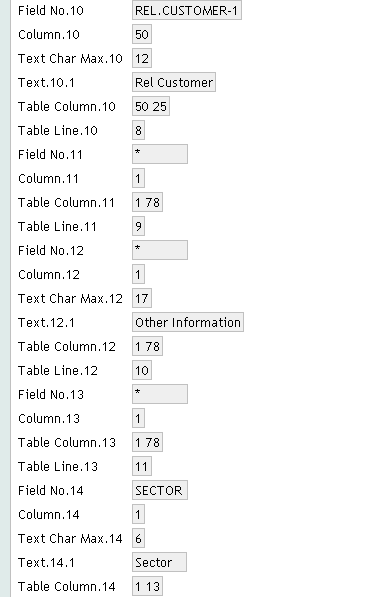 Field No.10 REL.CUSTOMER-1
Column.10 50
Text Char Max.10 12
Text.10.1 Rel Customer
Table Column.10 50 25
Table Line.10 8
Field No.11 *
Column.11 1
Table Column.11 1 78
Table Line.11 9
Field No.12 *
Column.12 1
Text Char Max.12 17
Text.12.1 Other Information
Table Column.12 1 78
Table Line.12 10
Field No.13 *
Column.13 1
Table Column.13 1 78
Table Line.13 11
Field No.14 SECTOR
Column.14 1
Text Char Max.14 6
Text.14.1 Sector
Table Column.14 1 13